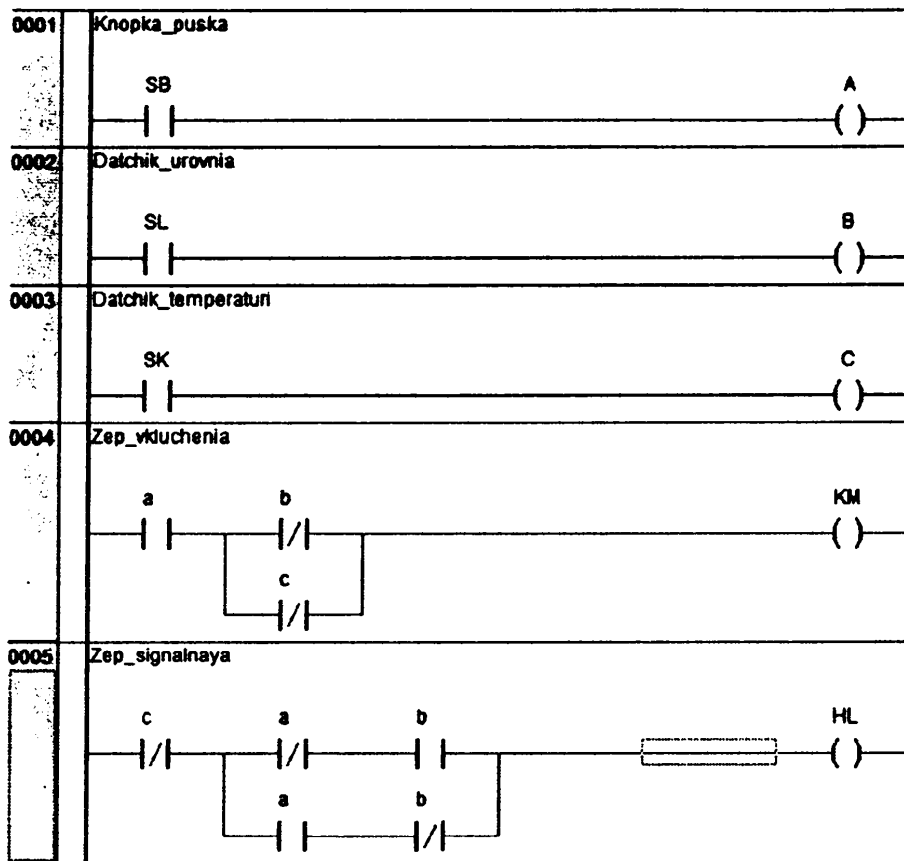 0001 Knopka_puska
SB A
0002 Datchik_urovnia
SL B
0003 Datchik_temperaturi
SK C
0004 Zep_vkluchenia
a b KM
c
0005 Zep_signalnaya
c a b HL
a b